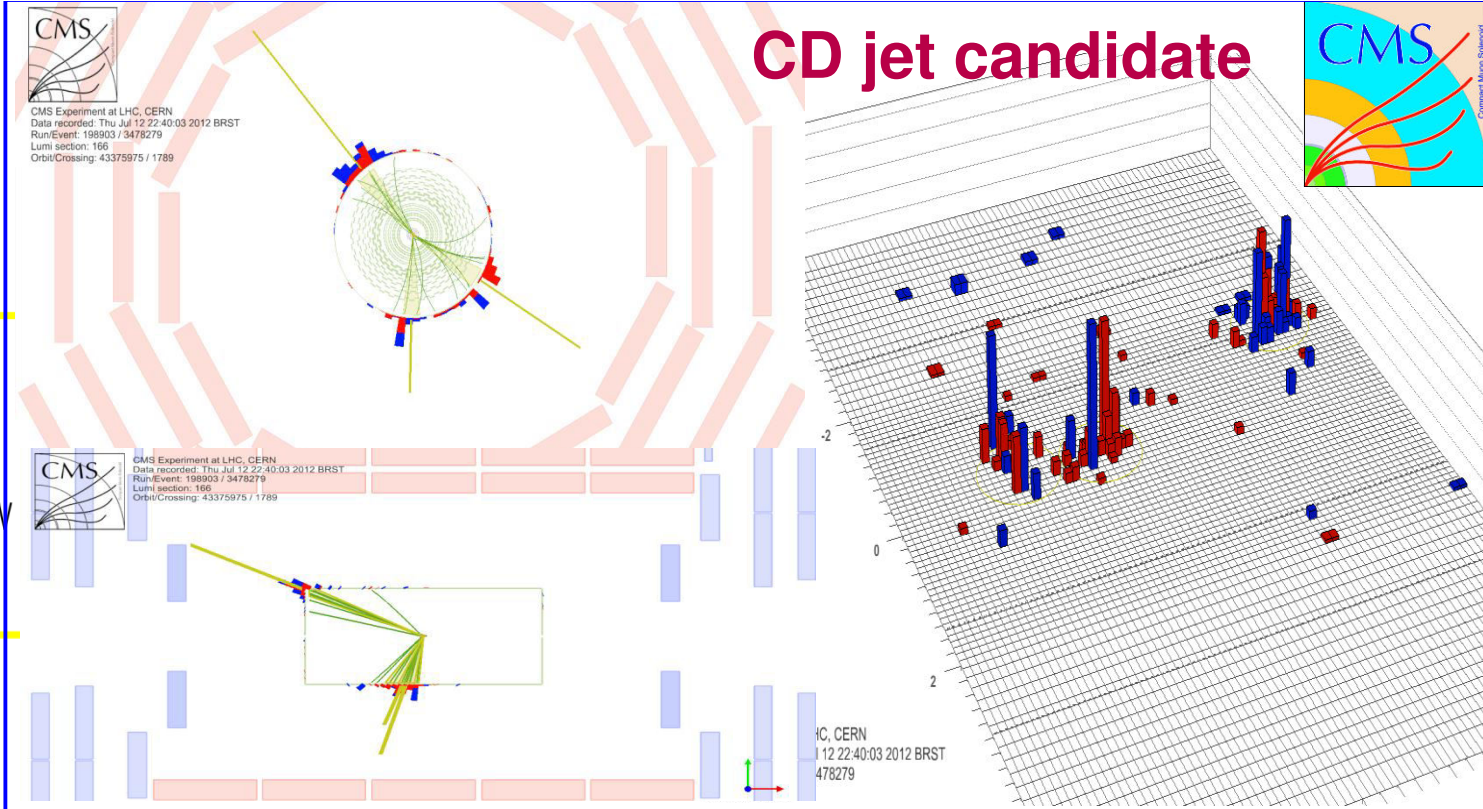 CD jet candidate
CMS
CMS Experiment at LHC, CERN
Data recorded: Thu Jul 12 22:40:03 2012 BRST
Run/Event: 198903 / 3478279
Lumi section: 166
Orbit/Crossing: 43375975 / 1789
CMS
Compact Muon Solenoid
CMS
CMS Experiment at LHC, CERN
Data recorded: Thu Jul 12 22:40:03 2012 BRST
Run/Event: 198903 / 3478279
Lumi section: 166
Orbit/Crossing: 43375975 / 1789
-2
0
2
HC, CERN
l 12 22:40:03 2012 BRST
478279